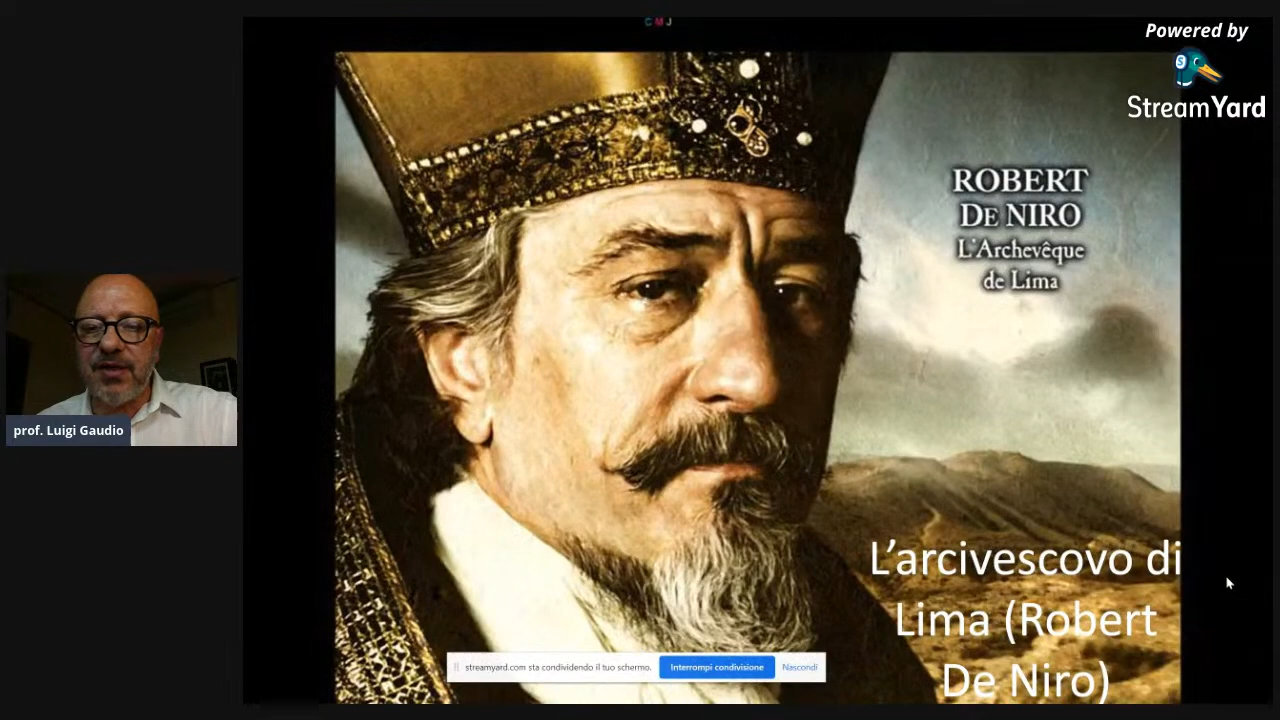 CMJ
Powered by
StreamYard
ROBERT
DE NIRO
L'Archevêque
de Lima
prof. Luigi Gaudio
L’arcivescovo di
Lima (Robert
De Niro)
streamyard.com sta condividendo il tuo schermo. Interrompi condivisione Nascondi